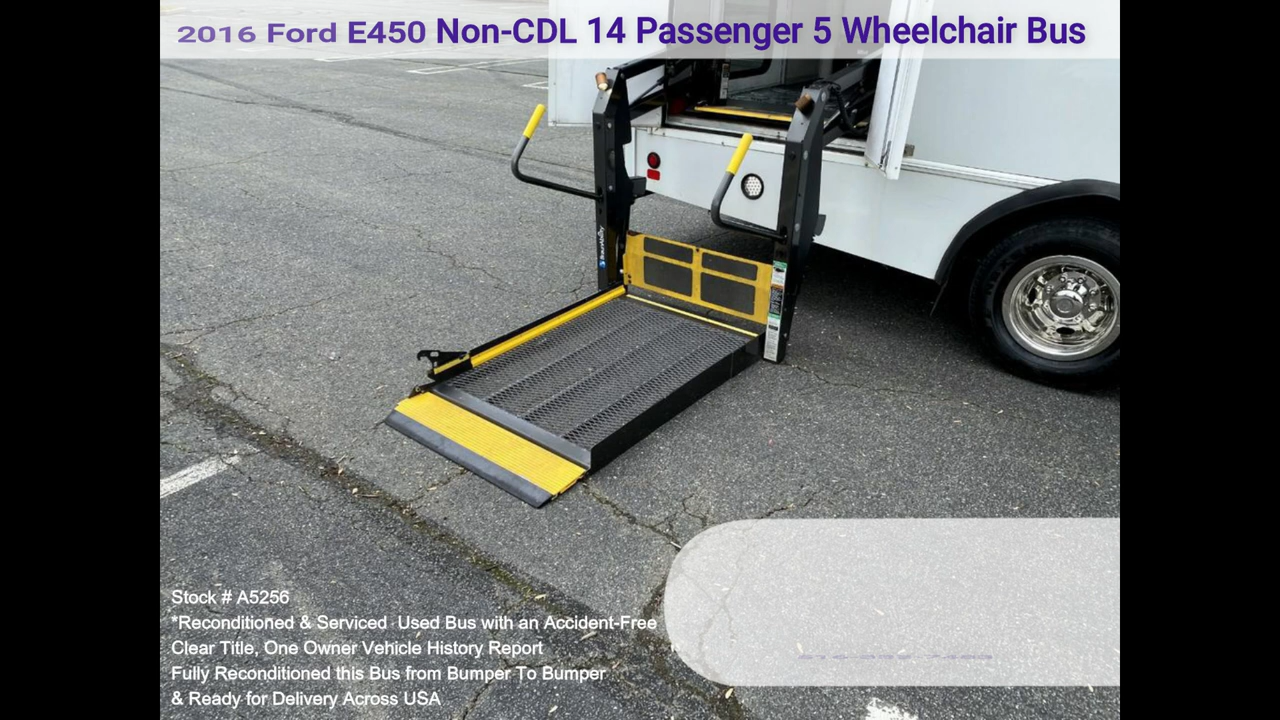 2016 Ford E450 Non-CDL 14 Passenger 5 Wheelchair Bus
BraunAbility
Stock # A5256
*Reconditioned & Serviced Used Bus with an Accident-Free
Clear Title, One Owner Vehicle History Report
Fully Reconditioned this Bus from Bumper To Bumper
& Ready for Delivery Across USA